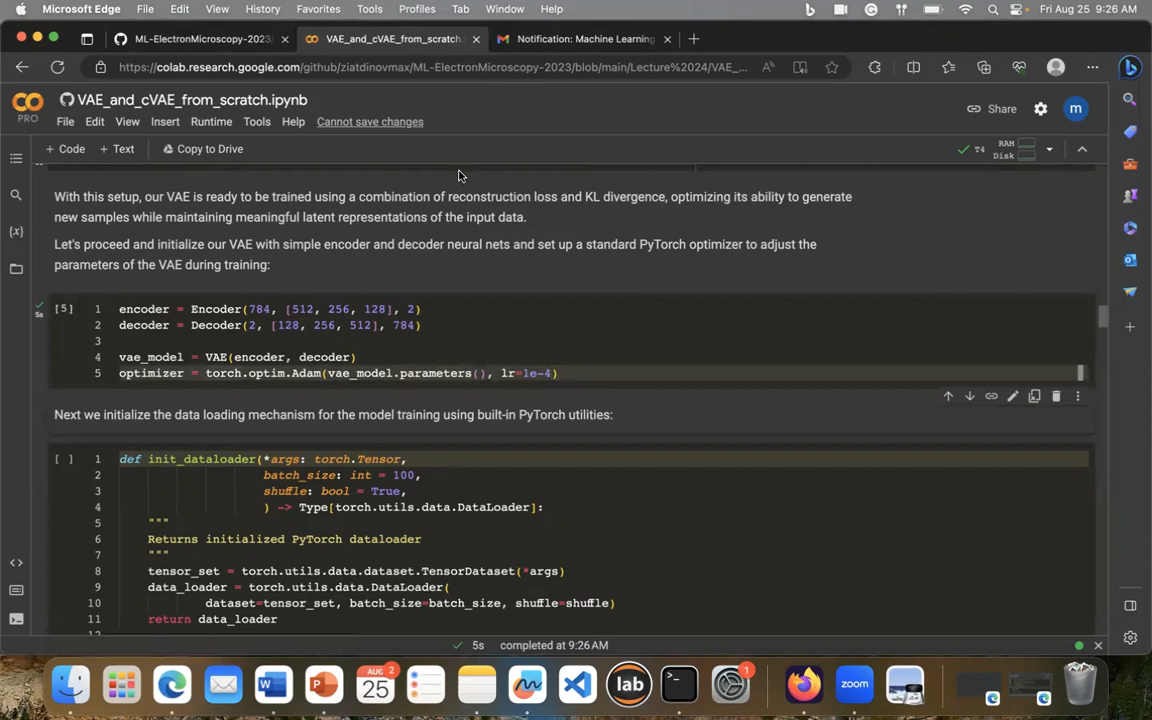 Microsoft Edge File Edit View History Favorites Tools Profiles Tab Window Help Fri Aug 25 9:26 AM
ML-ElectronMicroscopy-2023/ VAE_and_cVAE_from_scratch. Notification: Machine Learning
https://colab.research.google.com/github/ziatdinovmax/ML-ElectronMicroscopy-2023/blob/main/Lecture%2024/VAE_...
VAE_and_cVAE_from_scratch.ipynb
Share m
PRO File Edit View Insert Runtime Tools Help Cannot save changes
+ Code + Text Copy to Drive T4 RAM
Disk
With this setup, our VAE is ready to be trained using a combination of reconstruction loss and KL divergence, optimizing its ability to generate
new samples while maintaining meaningful latent representations of the input data.
Let's proceed and initialize our VAE with simple encoder and decoder neural nets and set up a standard PyTorch optimizer to adjust the
parameters of the VAE during training:
[5] 1 encoder = Encoder(784, [512, 256, 128], 2)
5s
2 decoder = Decoder(2, [128, 256, 512], 784)
3
4 vae_model = VAE(encoder, decoder)
5 optimizer = torch.optim.Adam(vae_model.parameters(), lr=1e-4)
Next we initialize the data loading mechanism for the model training using built-in PyTorch utilities:
[ ] 1 def init_dataloader(*args: torch.Tensor,
2 batch_size: int = 100,
3 shuffle: bool = True,
4 ) -> Type[torch.utils.data.DataLoader]:
5 """
6 Returns initialized PyTorch dataloader
7 """
8 tensor_set = torch.utils.data.dataset.TensorDataset(*args)
9 data_loader = torch.utils.data.DataLoader(
10 dataset=tensor_set, batch_size=batch_size, shuffle=shuffle)
11 return data_loader
12
5s completed at 9:26 AM
AUG 2
25
lab
zoom
1